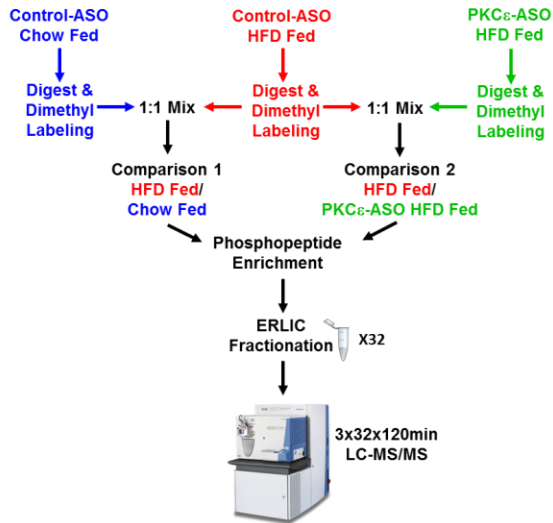 Control-ASO
Chow Fed
Control-ASO
HFD Fed
PKCε-ASO
HFD Fed
Digest &
Dimethyl
Labeling
1:1 Mix
Digest &
Dimethyl
Labeling
1:1 Mix
Digest &
Dimethyl
Labeling
Comparison 1
HFD Fed/
Chow Fed
Comparison 2
HFD Fed/
PKCε-ASO HFD Fed
Phosphopeptide
Enrichment
ERLIC
Fractionation
X32
3x32x120min
LC-MS/MS